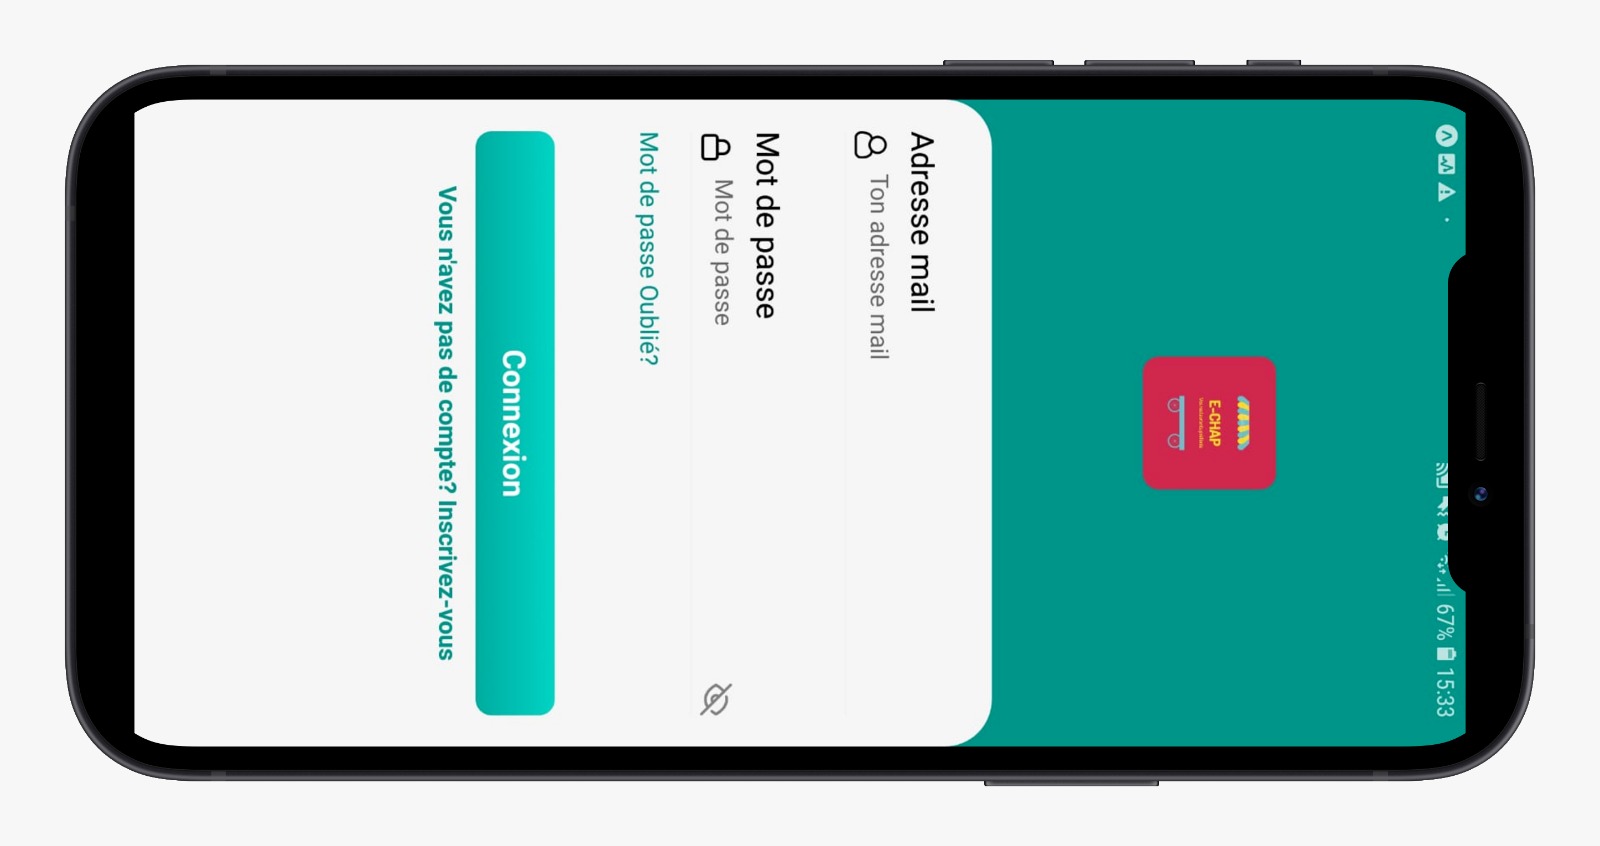 67% 15:33
E-CHAP
Adresse mail
Ton adresse mail
Mot de passe
Mot de passe
Mot de passe Oublié?
Connexion
Vous n'avez pas de compte? Inscrivez-vous